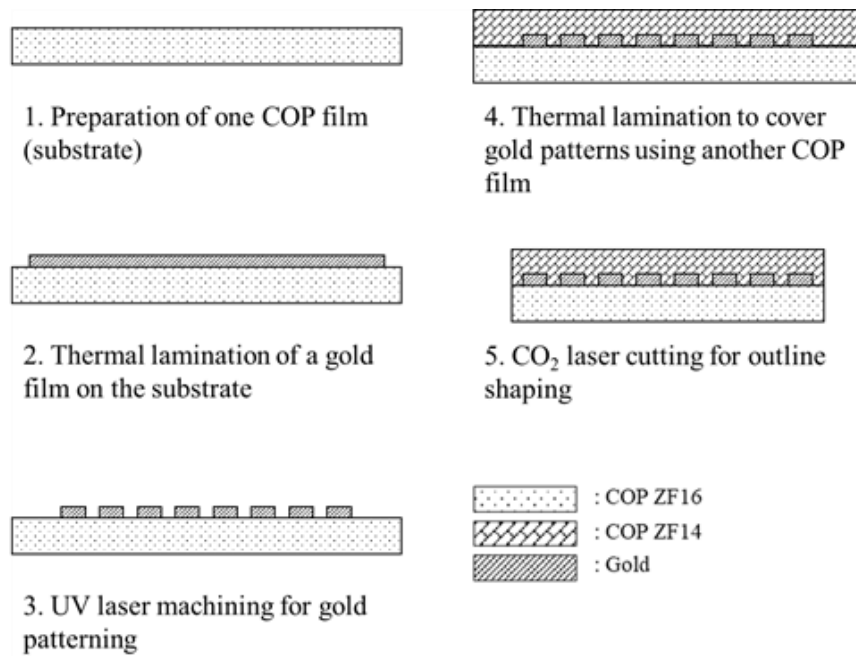 1. Preparation of one COP film
(substrate)
2. Thermal lamination of a gold
film on the substrate
3. UV laser machining for gold
patterning
4. Thermal lamination to cover
gold patterns using another COP
film
5. CO₂ laser cutting for outline
shaping
: COP ZF16
: COP ZF14
: Gold